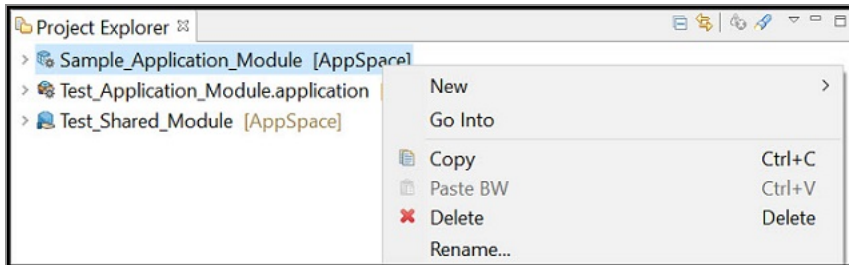 Project Explorer
Sample_Application_Module [AppSpace]
Test_Application_Module.application
Test_Shared_Module [AppSpace]
New
Go Into
Copy Ctrl+C
Paste BW Ctrl+V
Delete Delete
Rename...